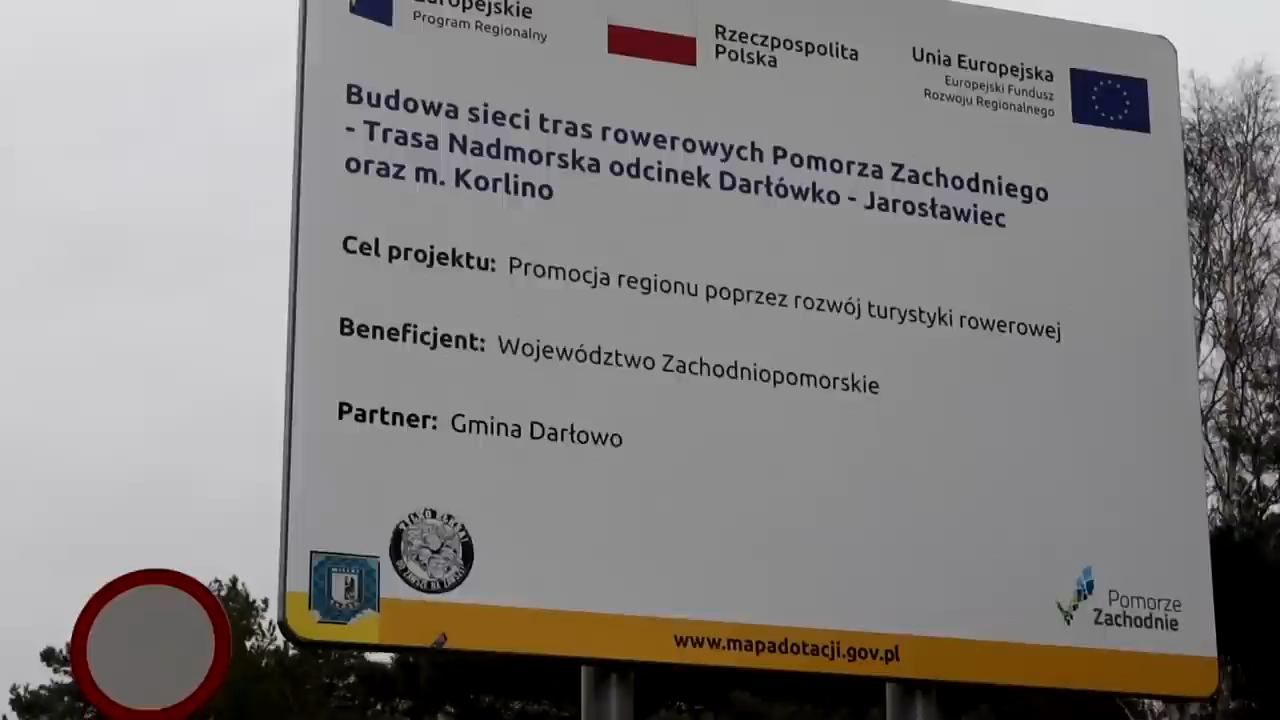 Europejskie
Program Regionalny
Rzeczpospolita
Polska
Unia Europejska
Europejski Fundusz
Rozwoju Regionalnego
Budowa sieci tras rowerowych Pomorza Zachodniego
- Trasa Nadmorska odcinek Darłówko - Jarosławiec
oraz m. Korlino
Cel projektu: Promocja regionu poprzez rozwój turystyki rowerowej
Beneficjent: Województwo Zachodniopomorskie
Partner: Gmina Darłowo
Pomorze
Zachodnie
www.mapadotacji.gov.pl